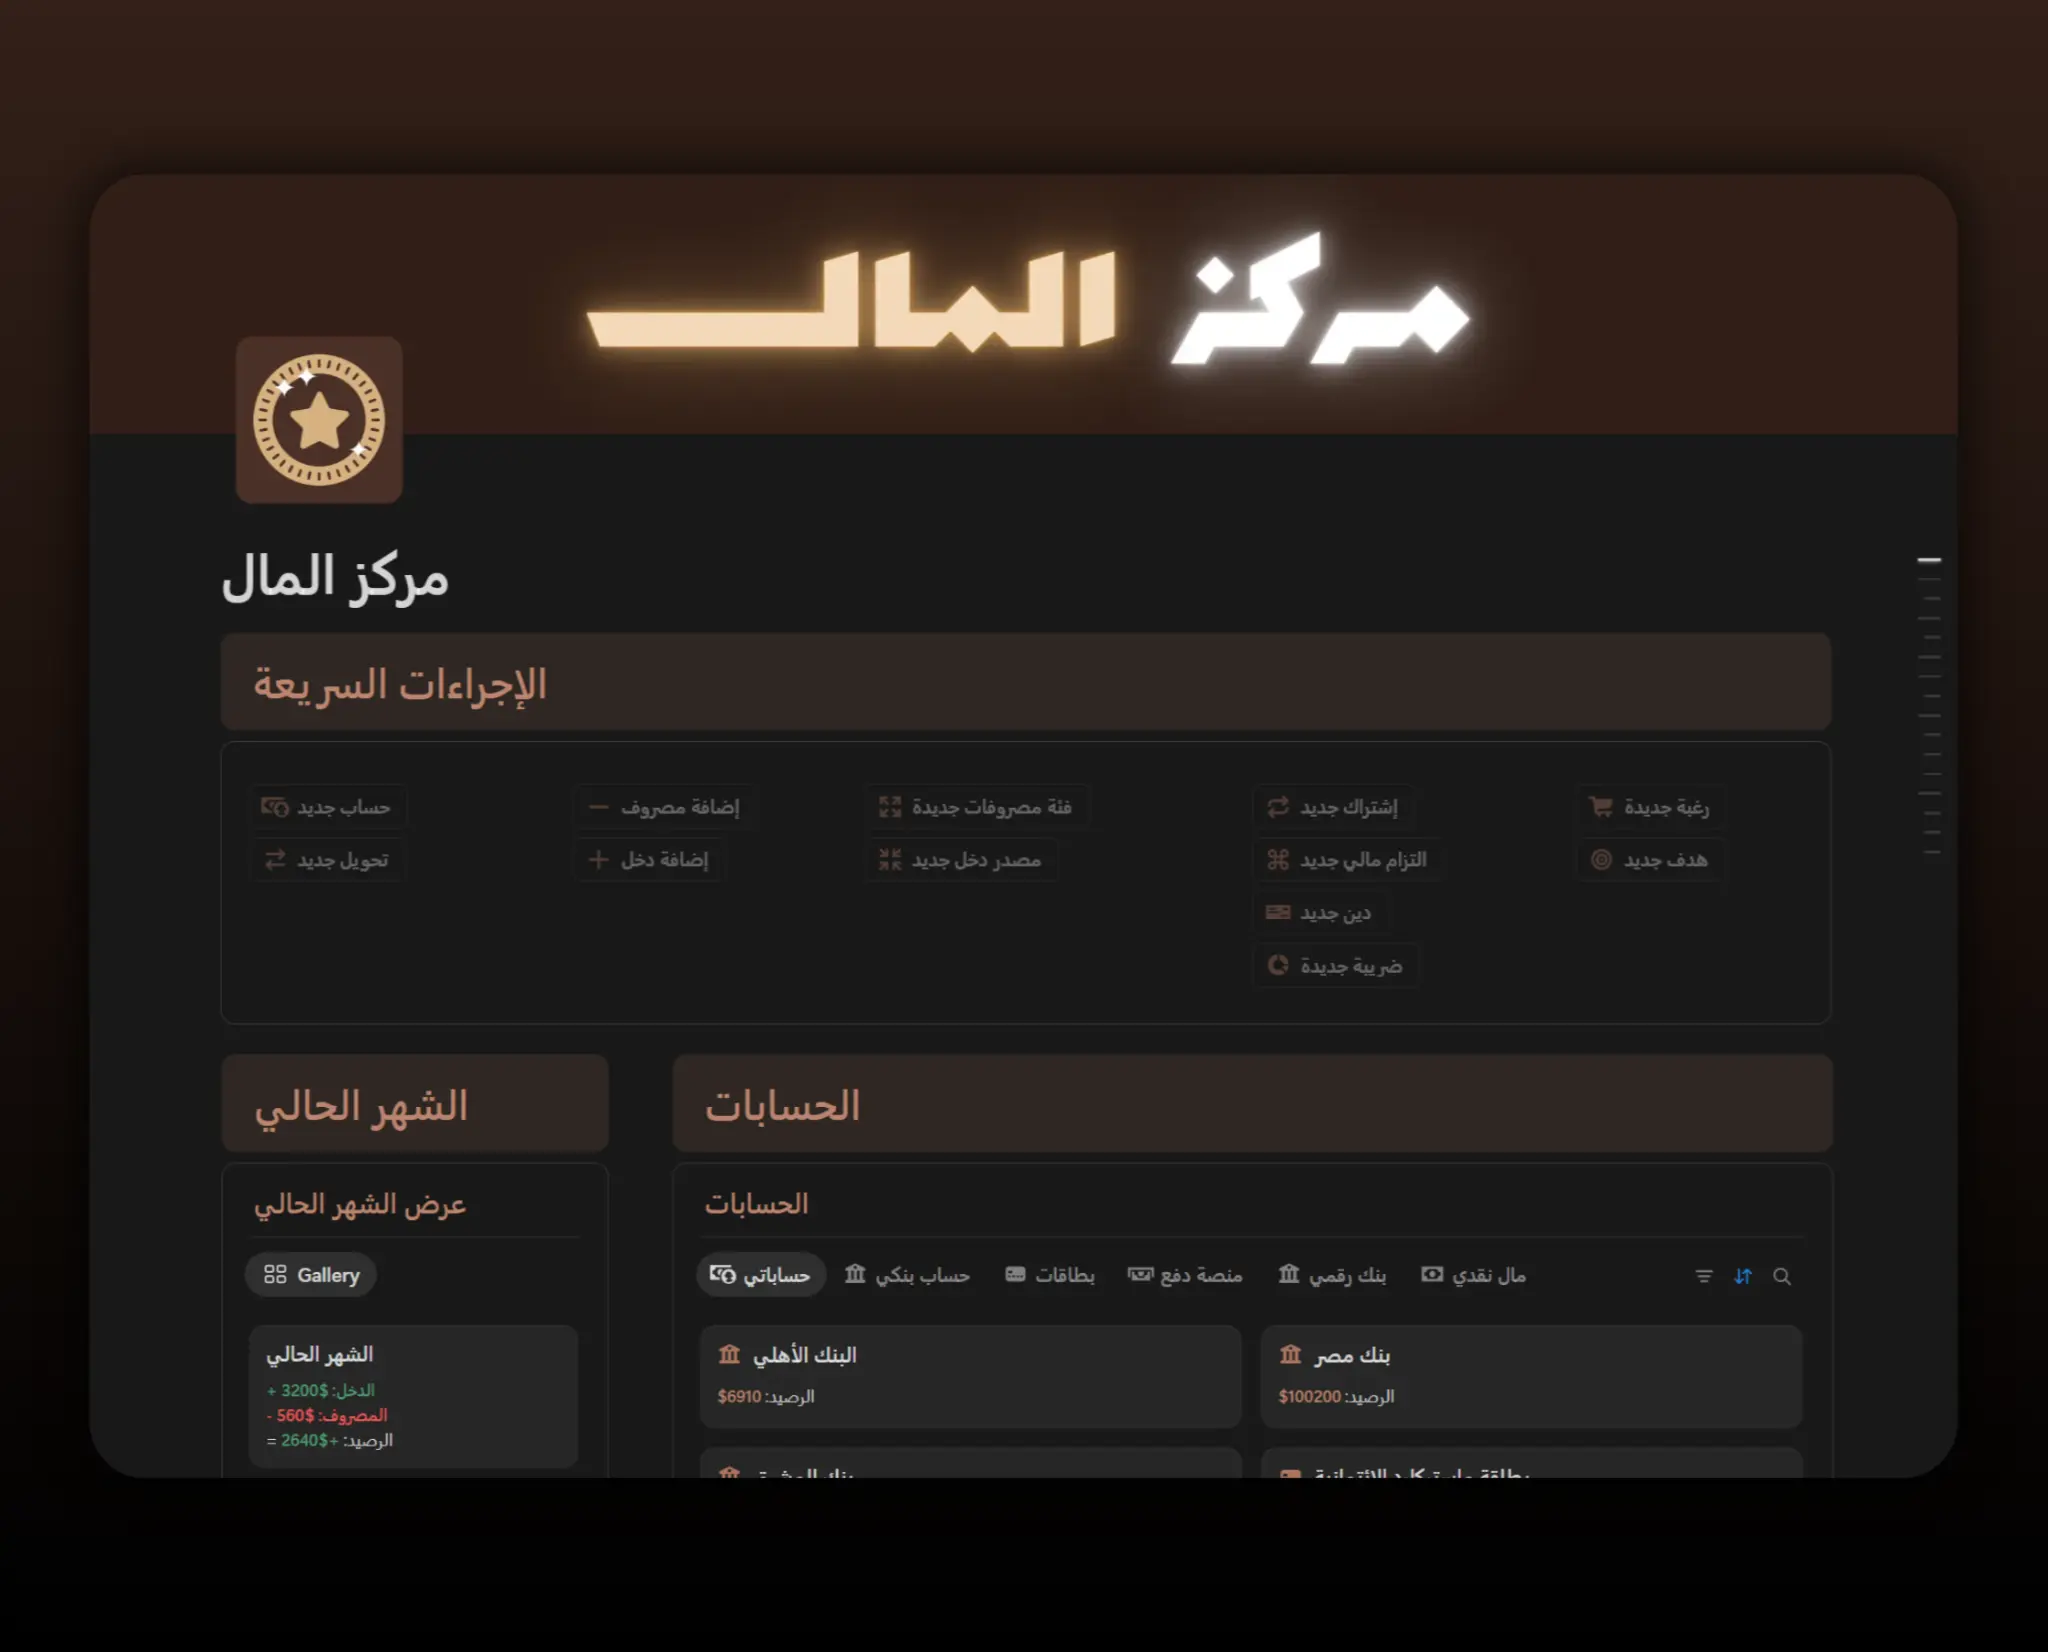 مركز المال
مركز المال
الإجراءات السريعة
حساب جديد
إضافة مصروف
فئة مصروفات جديدة
إشتراك جديد
رغبة جديدة
تحويل جديد
إضافة دخل
مصدر دخل جديد
التزام مالي جديد
هدف جديد
دين جديد
ضريبة جديدة
الشهر الحالي
عرض الشهر الحالي
Gallery
الشهر الحالي
الدخل: $3200 +
المصروف: $560 -
الرصيد: +$2640 =
الحسابات
الحسابات
حساباتي
حساب بنكي
بطاقات
منصة دفع
بنك رقمي
مال نقدي
البنك الأهلي
الرصيد: $6910
بنك مصر
الرصيد: $100200